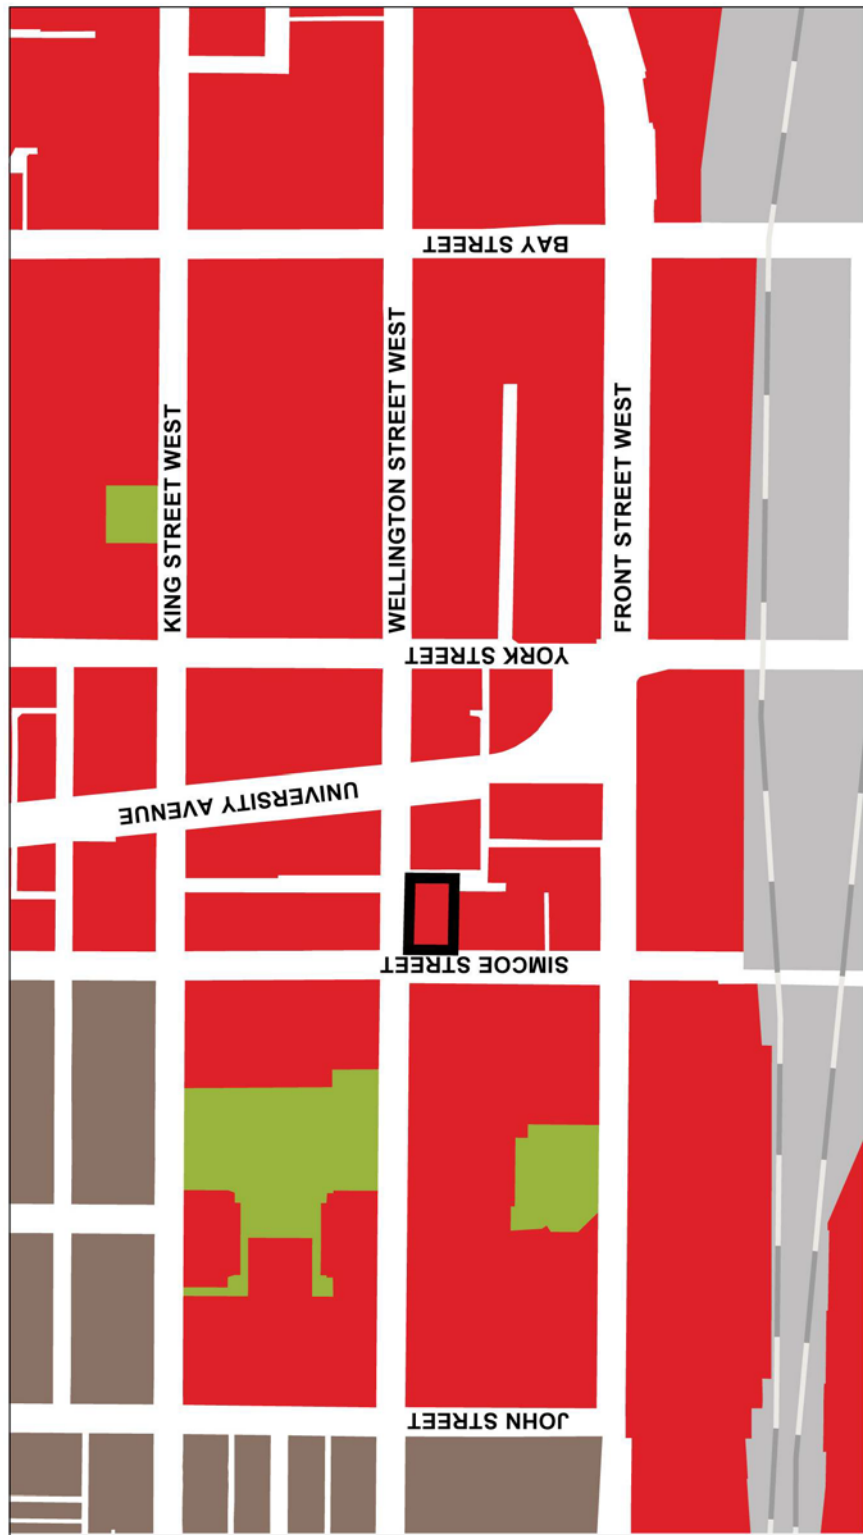 BAY STREET
KING STREET WEST
WELLINGTON STREET WEST
FRONT STREET WEST
YORK STREET
UNIVERSITY AVENUE
SIMCOE STREET
JOHN STREET